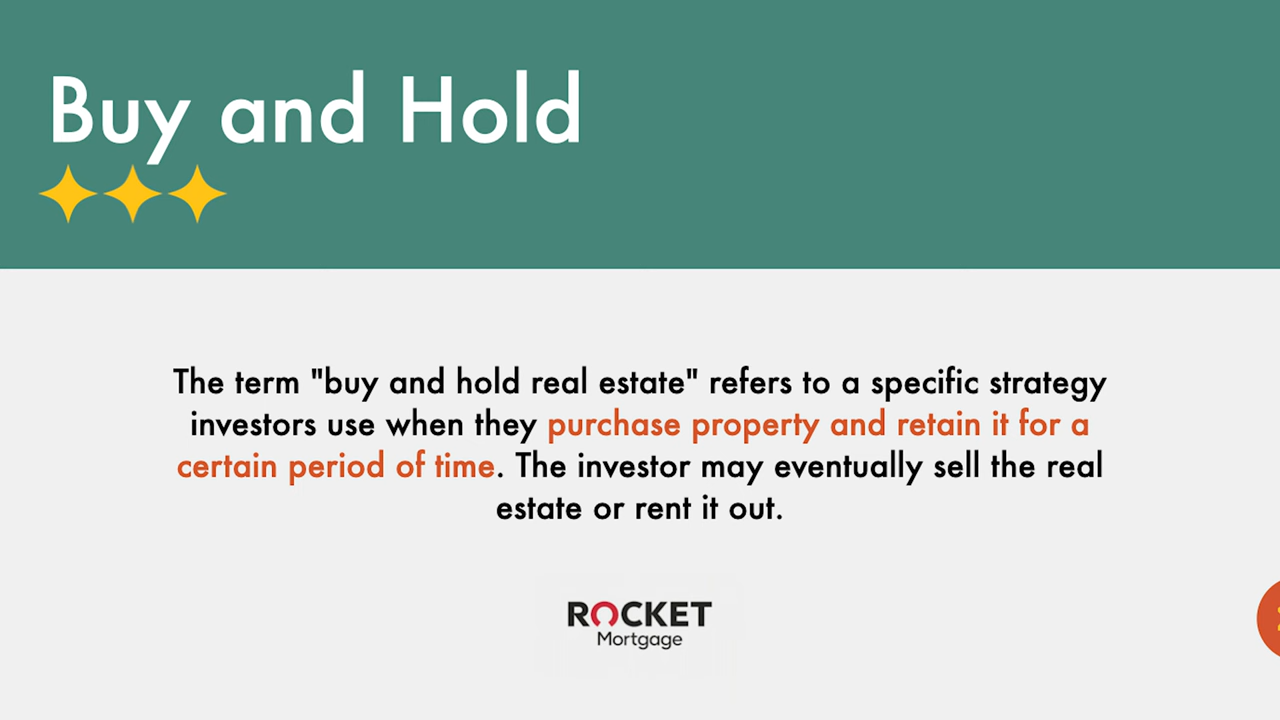 Buy and Hold
The term "buy and hold real estate" refers to a specific strategy
investors use when they purchase property and retain it for a
certain period of time. The investor may eventually sell the real
estate or rent it out.
ROCKET
Mortgage